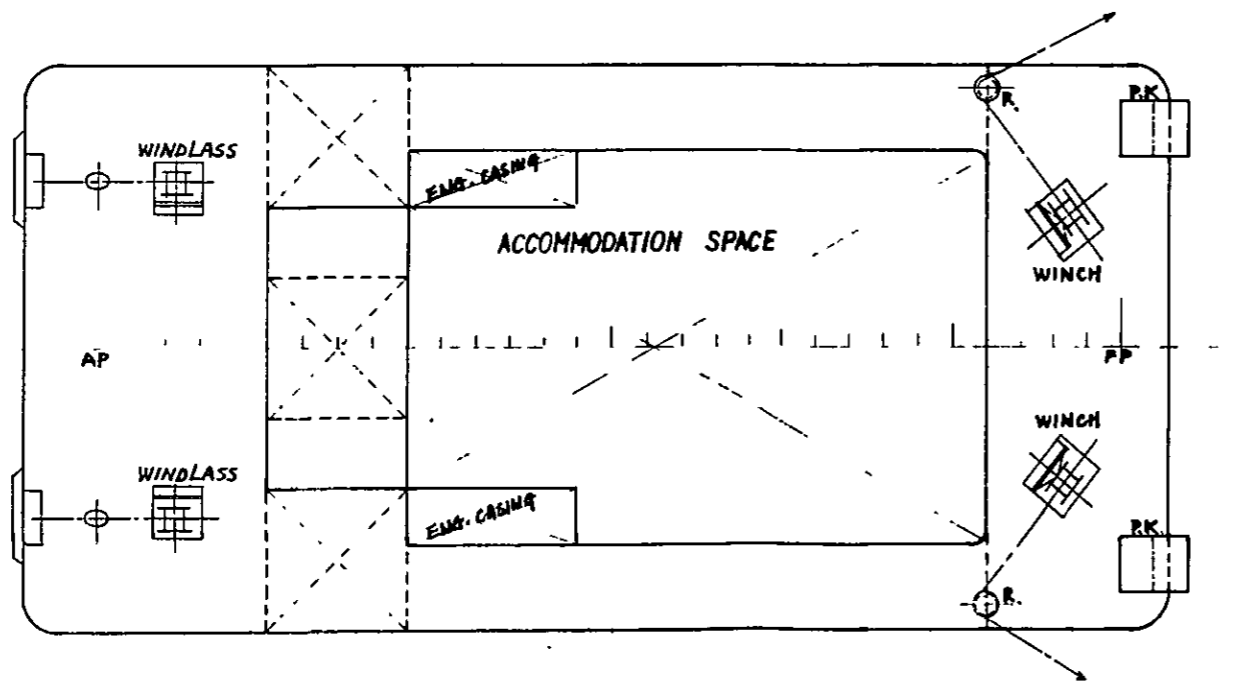 R.
P.K
WINDLASS
ENG. CASING
ACCOMMODATION SPACE
WINCH
AP
FP
WINCH
WINDLASS
ENG. CASING
P.K.
R.